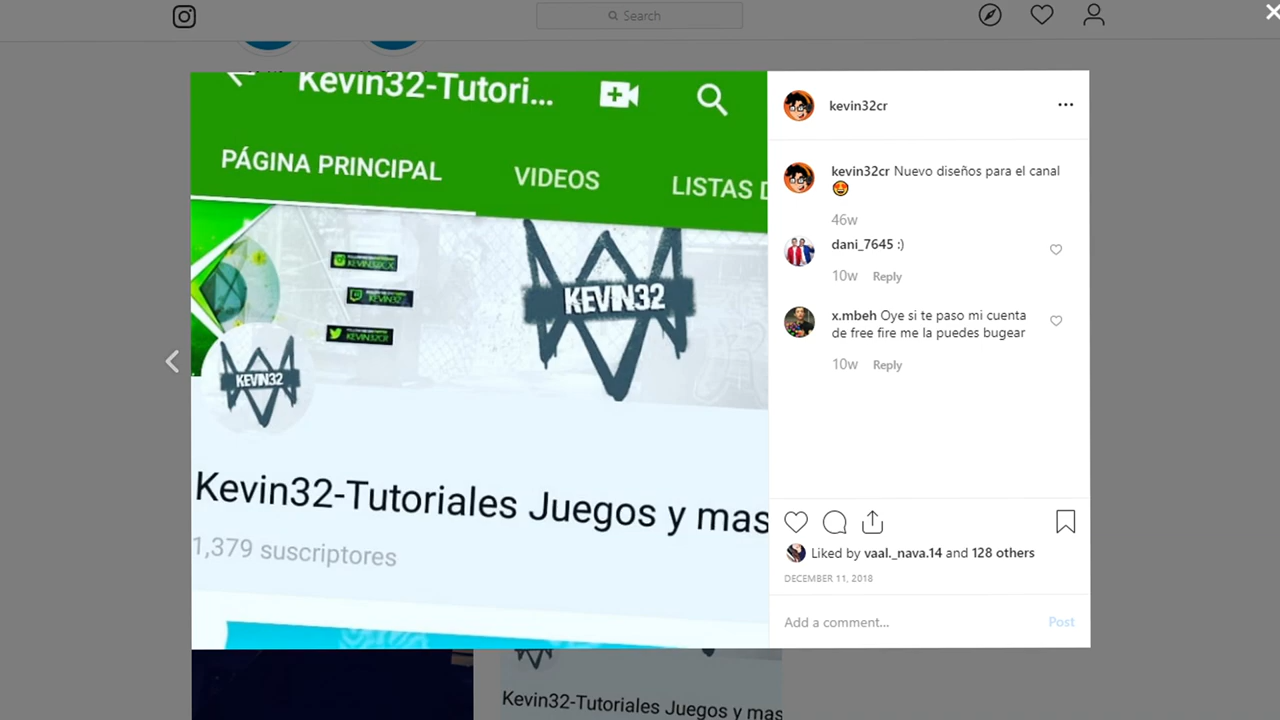 Search
Kevin32-Tutori...
PÁGINA PRINCIPAL
VIDEOS
LISTAS D
KEVIN32
KEVIN32CR
KEVIN32
KEVIN32
Kevin32-Tutoriales Juegos y mas
1,379 suscriptores
kevin32cr
kevin32cr Nuevo diseños para el canal
46w
dani_7645 :)
10w Reply
x.mbeh Oye si te paso mi cuenta
de free fire me la puedes bugear
10w Reply
Liked by vaal._nava.14 and 128 others
DECEMBER 11, 2018
Add a comment...
Post
Kevin32-Tutoriales Juegos y mas